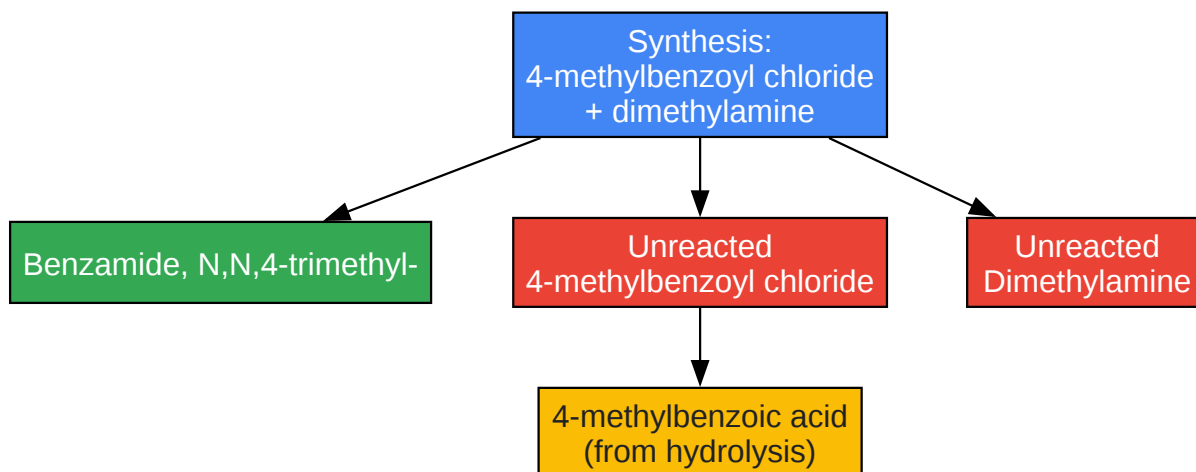 Synthesis:
4-methylbenzoyl chloride
+ dimethylamine
Benzamide, N,N,4-trimethyl-
Unreacted
4-methylbenzoyl chloride
Unreacted
Dimethylamine
4-methylbenzoic acid
(from hydrolysis)